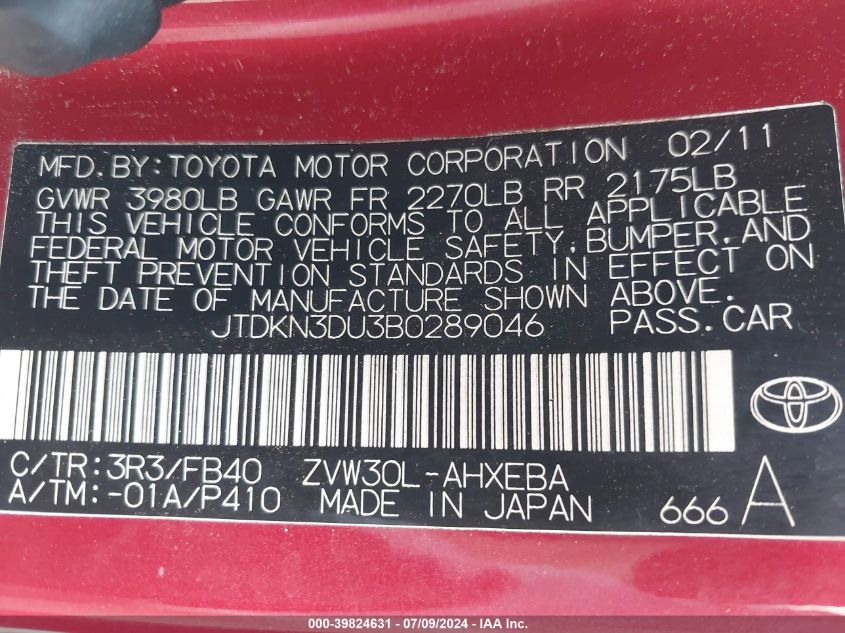 MFD.BY:TOYOTA MOTOR CORPORATION 02/11
GVWR 3980LB GAWR FR 2270LB RR 2175LB
THIS VEHICLE CONFORMS TO ALL APPLICABLE
FEDERAL MOTOR VEHICLE SAFETY,BUMPER,AND
THEFT PREVENTION STANDARDS IN EFFECT ON
THE DATE OF MANUFACTURE SHOWN ABOVE.
JTDKN3DU3B0289046 PASS.CAR
C/TR:3R3/FB40 ZVW30L-AHXEBA
A/TM:-01A/P410 MADE IN JAPAN 666 A
000-39824631 - 07/09/2024 - IAA Inc.